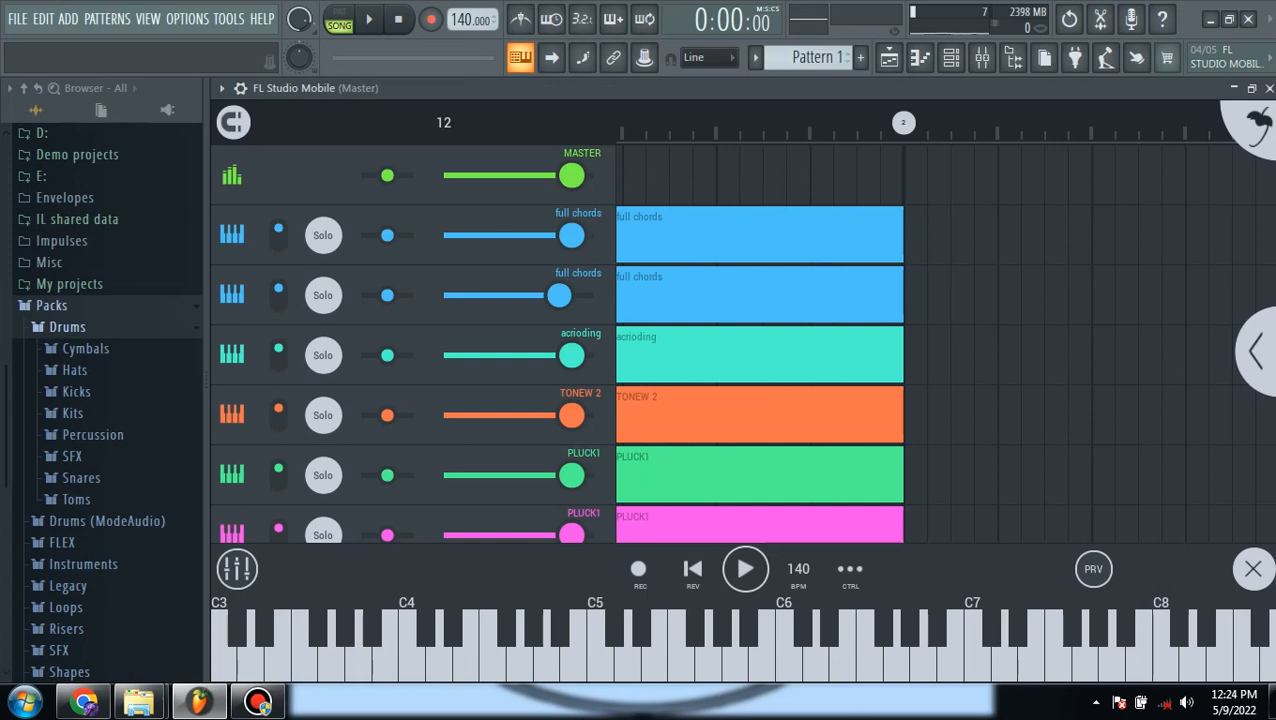 FILE EDIT ADD PATTERNS VIEW OPTIONS TOOLS HELP
PAT
SONG
140.000
3.2.
0:00:00
M:S:CS
7
2398 MB
0
Line
Pattern 1
04/05 FL
STUDIO MOBIL..
Browser - All
FL Studio Mobile (Master)
D:
Demo projects
E:
Envelopes
IL shared data
Impulses
Misc
My projects
Packs
Drums
Cymbals
Hats
Kicks
Kits
Percussion
SFX
Snares
Toms
Drums (ModeAudio)
FLEX
Instruments
Legacy
Loops
Risers
SFX
Shapes
12
2
MASTER
full chords
Solo
full chords
full chords
Solo
full chords
acrioding
Solo
acrioding
TONEW 2
Solo
TONEW 2
PLUCK1
Solo
PLUCK1
PLUCK1
Solo
PLUCK1
REC
REV
140
BPM
CTRL
PRV
C3 C4 C5 C6 C7 C8
12:24 PM
5/9/2022